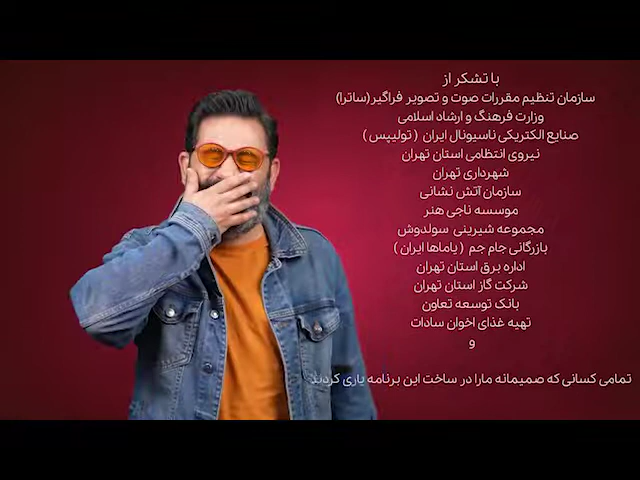 با تشکر از
سازمان تنظیم مقررات صوت و تصویر فراگیر(ساترا)
وزارت فرهنگ و ارشاد اسلامی
صنایع الکتریکی ناسیونال ایران ( تولیپس )
نیروی انتظامی استان تهران
شهرداری تهران
سازمان آتش نشانی
موسسه ناجی هنر
مجموعه شیرینی سولدوش
بازرگانی جام جم ( یاماها ایران )
اداره برق استان تهران
شرکت گاز استان تهران
بانک توسعه تعاون
تهیه غذای اخوان سادات
و
تمامی کسانی که صمیمانه مارا در ساخت این برنامه یاری کردند